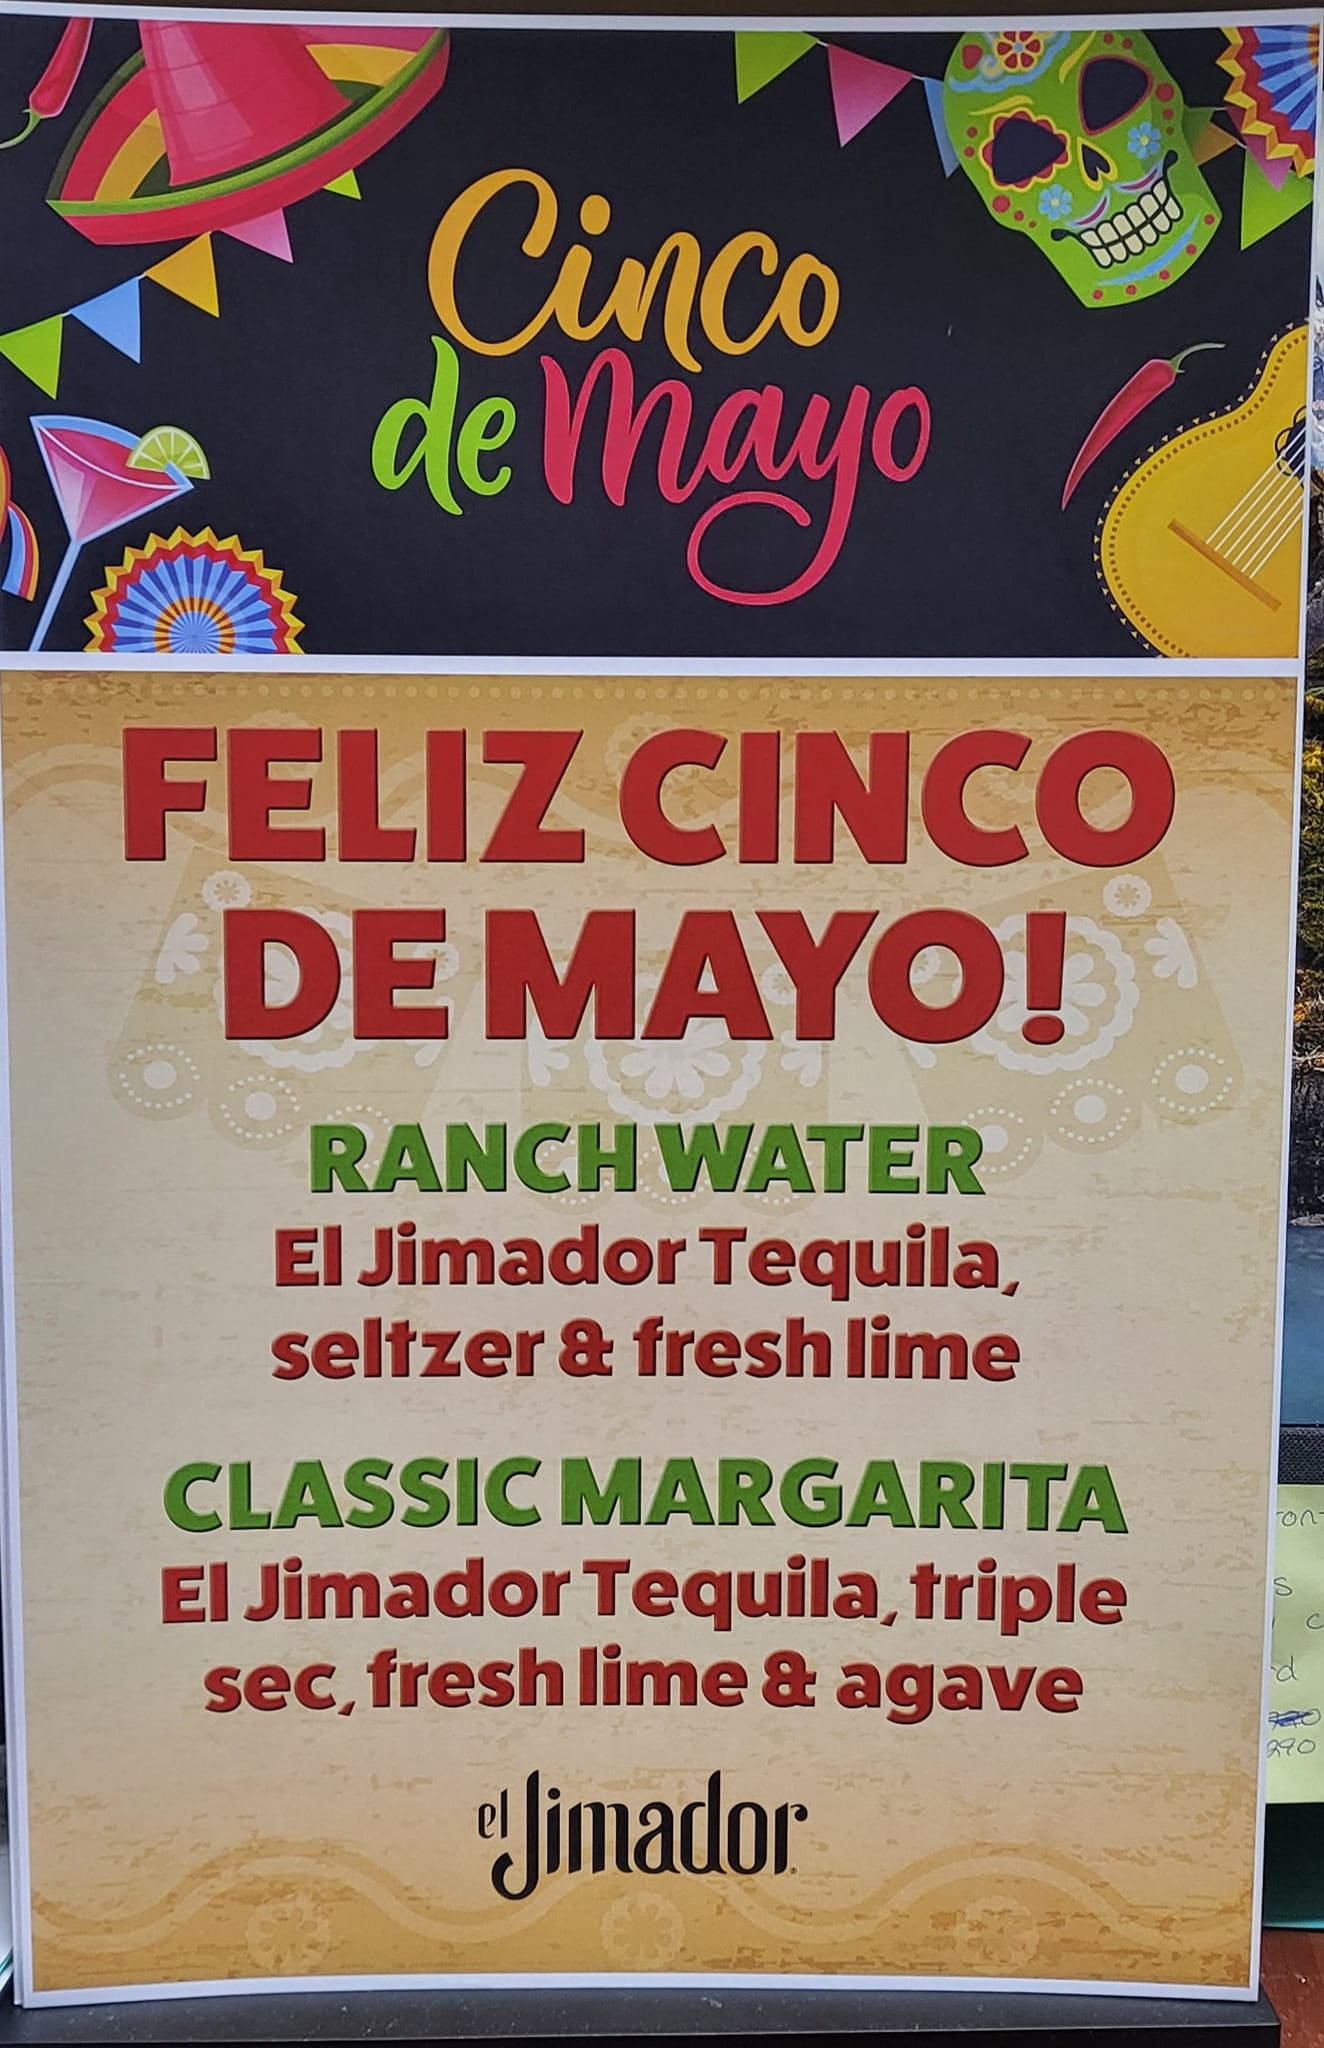 Cinco
de Mayo
FELIZ CINCO
DE MAYO!
RANCH WATER
El Jimador Tequila,
seltzer & fresh lime
CLASSIC MARGARITA
El Jimador Tequila, triple
sec, fresh lime & agave
el Jimador
290